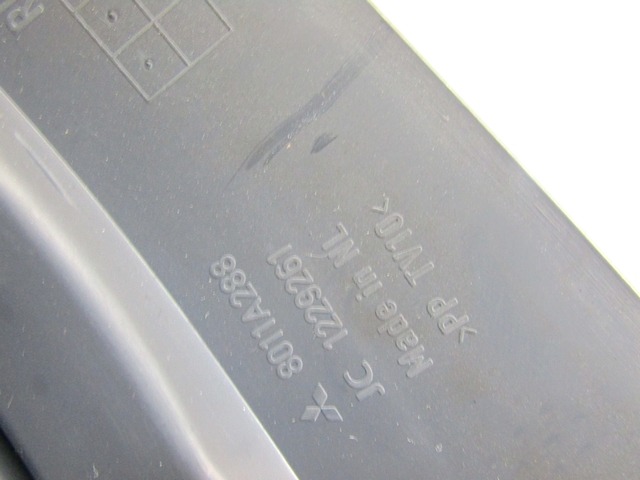 R
8011A288
JC 1229261
Made in NL
>PP TV10<